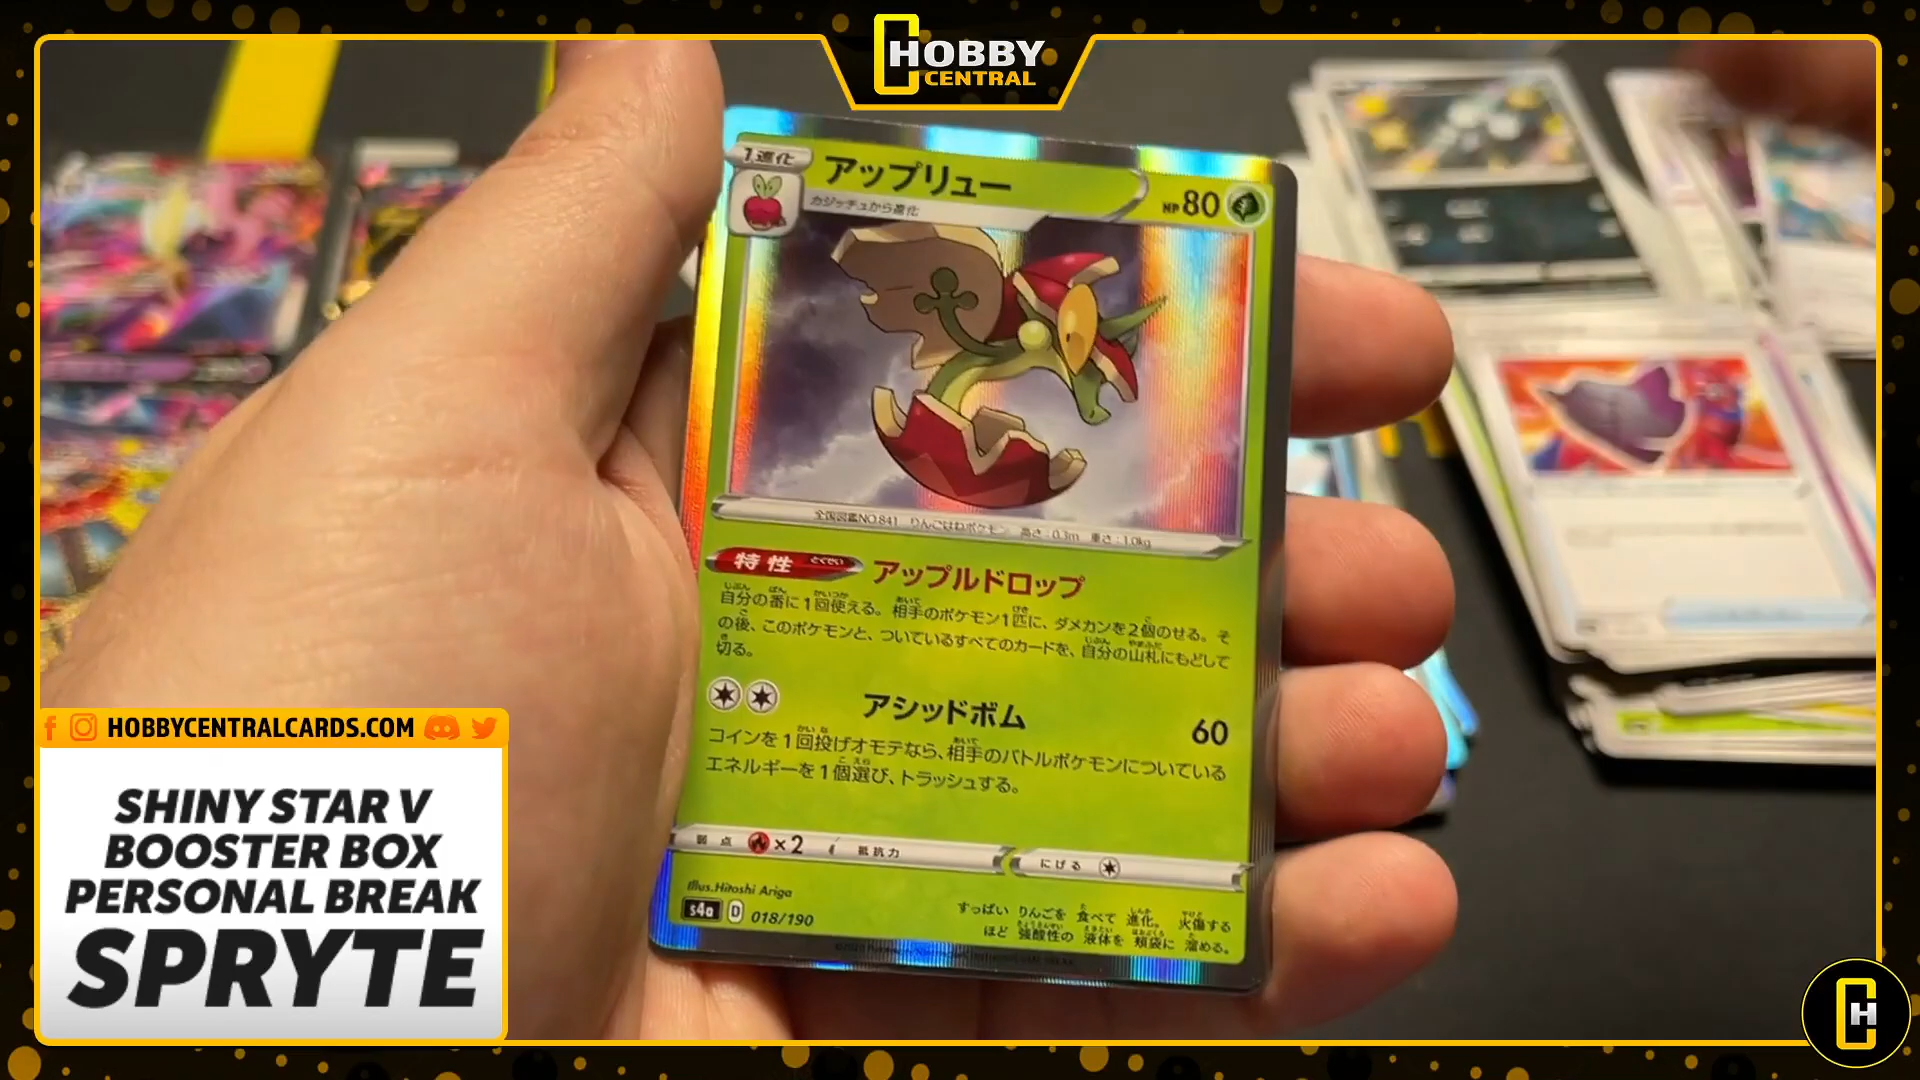 HOBBY
CENTRAL
1進化
アップリュー
HP 80
カジッチュから進化
全国図鑑NO.841 りんごはねポケモン 高さ:0.3m 重さ:1.0kg
特性 とくせい アップルドロップ
自分の番に1回使える。相手のポケモン1匹に、ダメカンを2個のせる。そ
の後、このポケモンと、ついているすべてのカードを、自分の山札にもどして
切る。
アシッドボム 60
コインを1回投げオモテなら、相手のバトルポケモンについている
エネルギーを1個選び、トラッシュする。
弱点 ×2 抵抗力 にげる
Illus.Hitoshi Ariga
s4a D 018/190
すっぱい りんごを 食べて 進化。 火傷する
ほど 強酸性の 液体を 頬袋に 溜める。
HOBBYCENTRALCARDS.COM
SHINY STAR V
BOOSTER BOX
PERSONAL BREAK
SPRYTE
CH